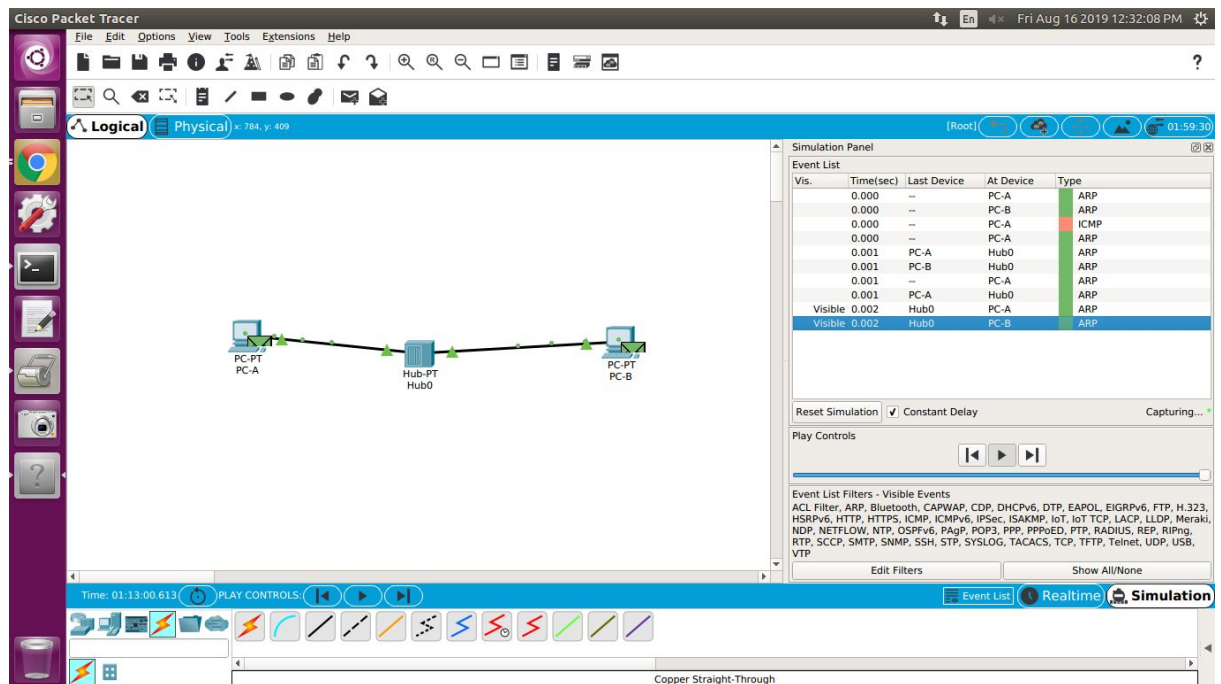 Cisco Packet Tracer
En
Fri Aug 16 2019 12:32:08 PM
File Edit Options View Tools Extensions Help
?
Logical Physical x: 784, y: 409
[Root] 01:59:30
Simulation Panel
Event List
Vis. Time(sec) Last Device At Device Type
0.000 -- PC-A ARP
0.000 -- PC-B ARP
0.000 -- PC-A ICMP
0.000 -- PC-A ARP
0.001 PC-A Hub0 ARP
0.001 PC-B Hub0 ARP
0.001 -- PC-A ARP
0.001 PC-A Hub0 ARP
Visible 0.002 Hub0 PC-A ARP
Visible 0.002 Hub0 PC-B ARP
PC-PT
PC-A
Hub-PT
Hub0
PC-PT
PC-B
Reset Simulation Constant Delay Capturing... *
Play Controls
Event List Filters - Visible Events
ACL Filter, ARP, Bluetooth, CAPWAP, CDP, DHCPv6, DTP, EAPOL, EIGRPv6, FTP, H.323,
HSRPv6, HTTP, HTTPS, ICMP, ICMPv6, IPSec, ISAKMP, IoT, IoT TCP, LACP, LLDP, Meraki,
NDP, NETFLOW, NTP, OSPFv6, PAgP, POP3, PPP, PPPoED, PTP, RADIUS, REP, RIPng,
RTP, SCCP, SMTP, SNMP, SSH, STP, SYSLOG, TACACS, TCP, TFTP, Telnet, UDP, USB,
VTP
Edit Filters Show All/None
Time: 01:13:00.613 PLAY CONTROLS: Event List Realtime Simulation
Copper Straight-Through